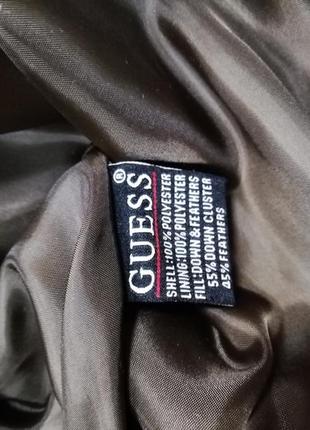 GUESS®
SHELL:100% POLYESTER
LINING:100% POLYESTER
FILL:DOWN & FEATHERS
55% DOWN CLUSTER
45% FEATHERS